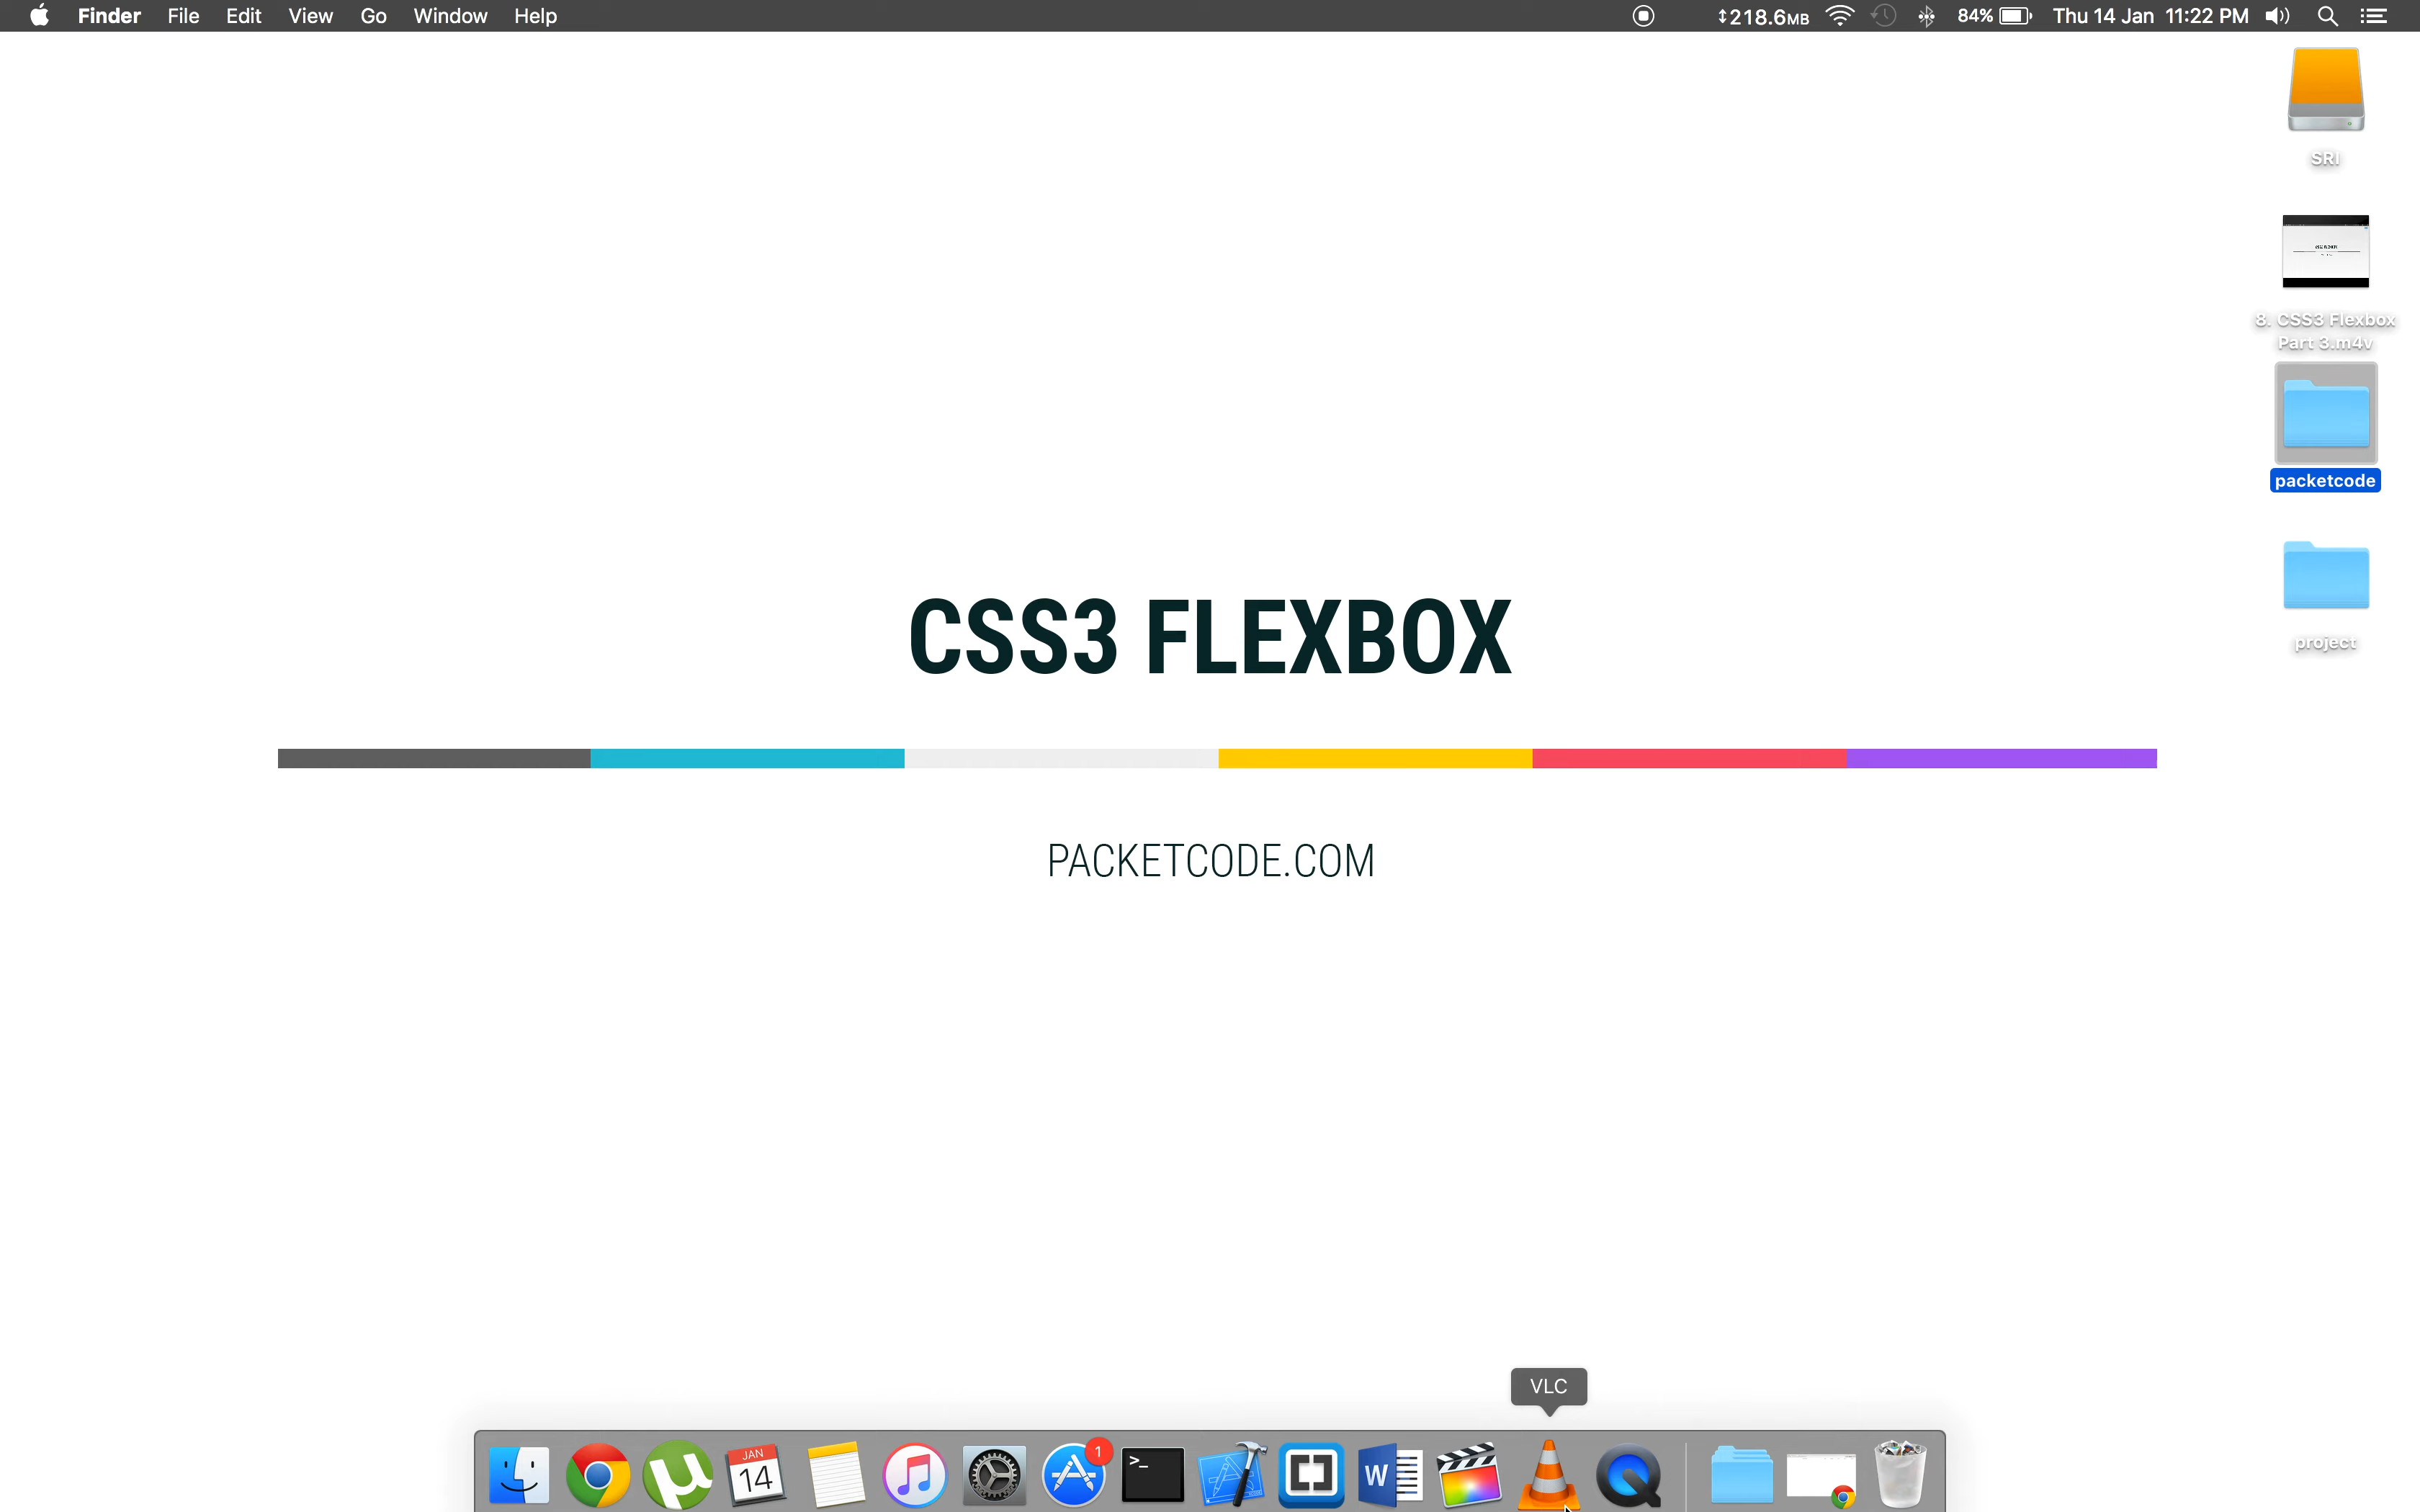 Finder File Edit View Go Window Help
218.6MB 84% Thu 14 Jan 11:22 PM
SRI
8. CSS3 Flexbox
Part 3.m4v
packetcode
project
CSS3 FLEXBOX
PACKETCODE.COM
VLC
JAN
14
1
>_
W